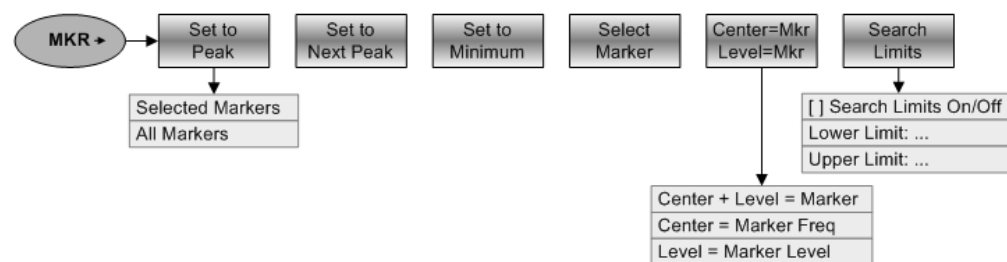 MKR →
Set to
Peak
Set to
Next Peak
Set to
Minimum
Select
Marker
Center=Mkr
Level=Mkr
Search
Limits
Selected Markers
All Markers
[ ] Search Limits On/Off
Lower Limit: ...
Upper Limit: ...
Center + Level = Marker
Center = Marker Freq
Level = Marker Level